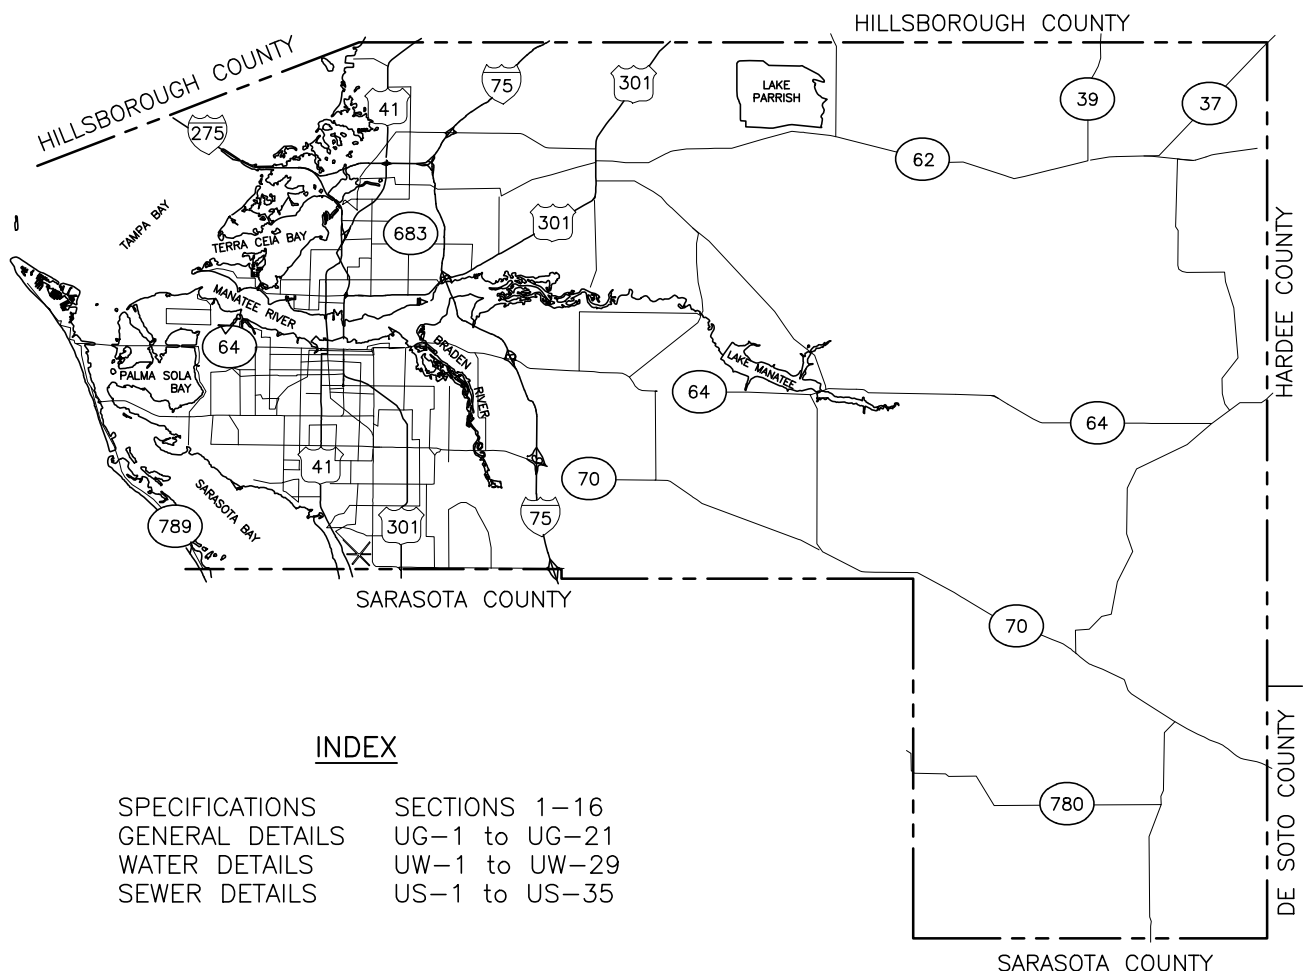 HILLSBOROUGH COUNTY
HILLSBOROUGH COUNTY
75
301
LAKE
PARRISH
39
37
41
275
62
TAMPA BAY
301
683
TERRA CEIA BAY
HARDEE COUNTY
MANATEE RIVER
64
BRADEN
RIVER
LAKE MANATEE
PALMA SOLA
BAY
64
64
41
70
SARASOTA BAY
789
301
75
SARASOTA COUNTY
70
DE SOTO COUNTY
780
INDEX
SPECIFICATIONS SECTIONS 1-16
GENERAL DETAILS UG-1 to UG-21
WATER DETAILS UW-1 to UW-29
SEWER DETAILS US-1 to US-35
SARASOTA COUNTY